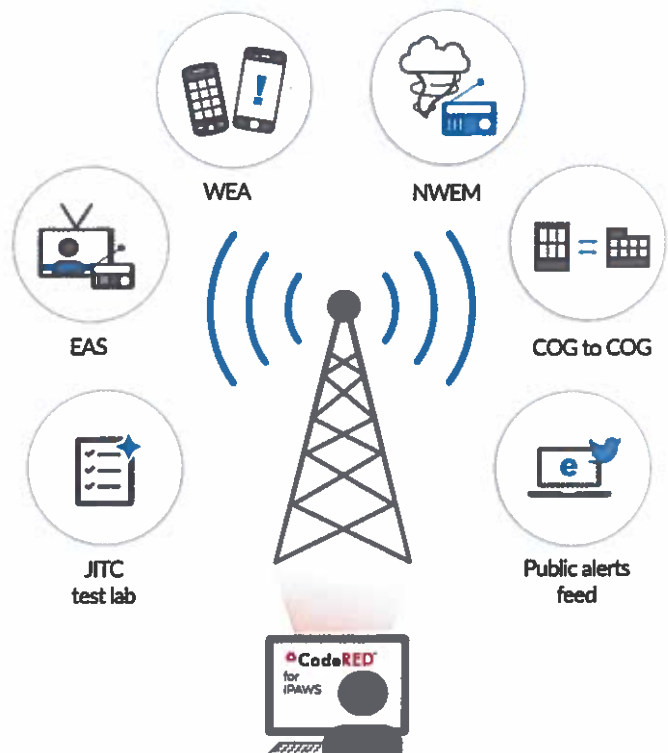 WEA
NWEM
EAS
COG to COG
JITC
test lab
Public alerts
feed
e
CodeRED
for
IPAWS